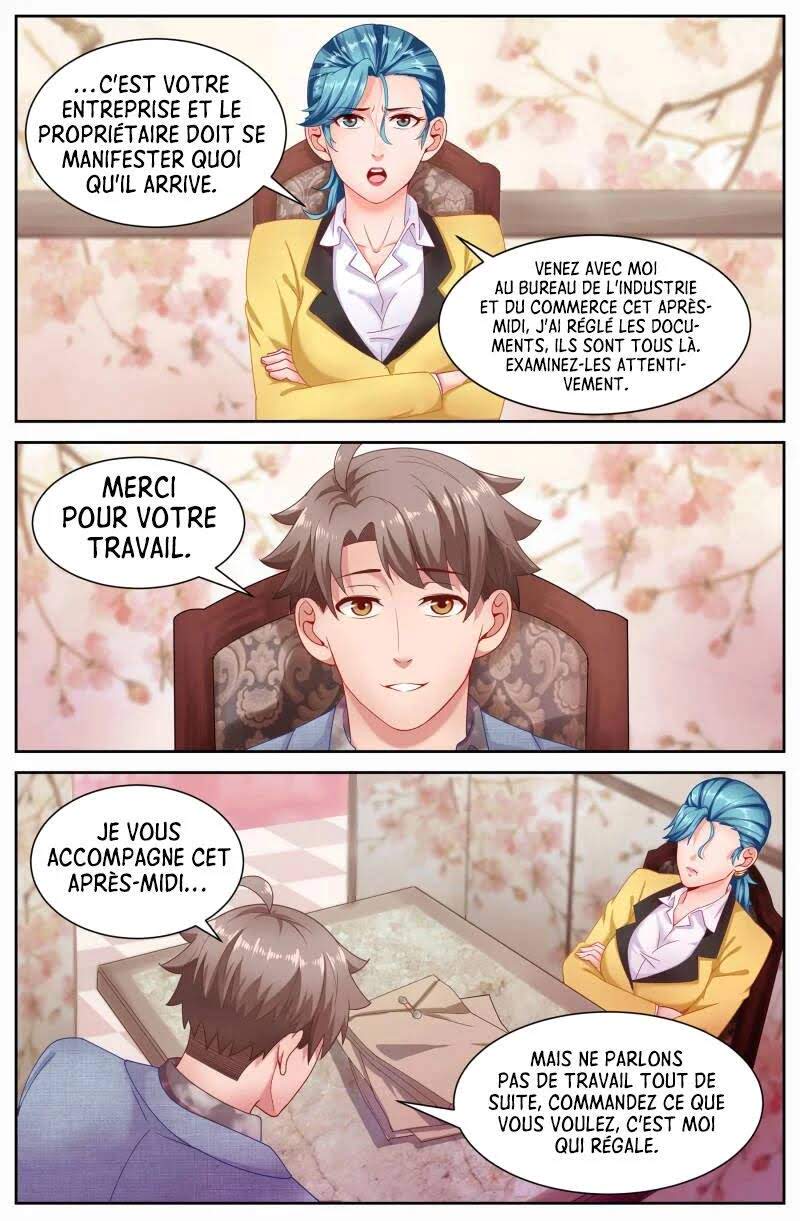 ...C'EST VOTRE
ENTREPRISE ET LE
PROPRIÉTAIRE DOIT SE
MANIFESTER QUOI
QU'IL ARRIVE.
VENEZ AVEC MOI
AU BUREAU DE L'INDUSTRIE
ET DU COMMERCE CET APRÈS-
MIDI, J'AI RÉGLÉ LES DOCU-
MENTS, ILS SONT TOUS LÀ.
EXAMINEZ-LES ATTENTI-
VEMENT.
MERCI
POUR VOTRE
TRAVAIL.
JE VOUS
ACCOMPAGNE CET
APRÈS-MIDI...
MAIS NE PARLONS
PAS DE TRAVAIL TOUT DE
SUITE, COMMANDEZ CE QUE
VOUS VOULEZ, C'EST MOI
QUI RÉGALE.